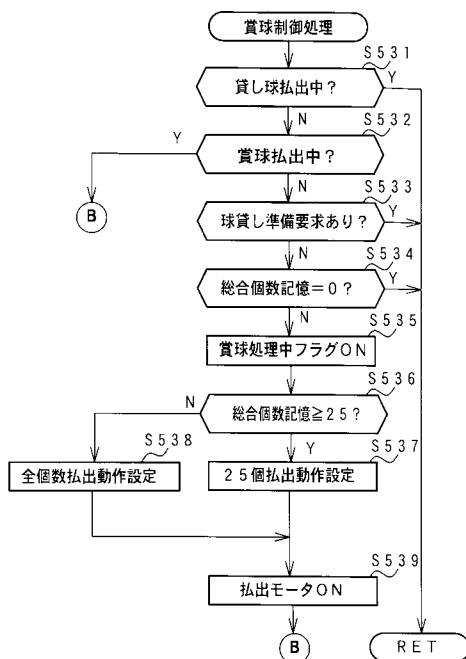 賞球制御処理
S531
貸し球払出中？
Y
N
S532
Y
賞球払出中？
N
B
S533
球貸し準備要求あり？
Y
N
S534
総合個数記憶＝0？
Y
N
S535
賞球処理中フラグON
S536
N
総合個数記憶≧25？
Y
S538
S537
全個数払出動作設定
25個払出動作設定
S539
払出モータON
B
RET